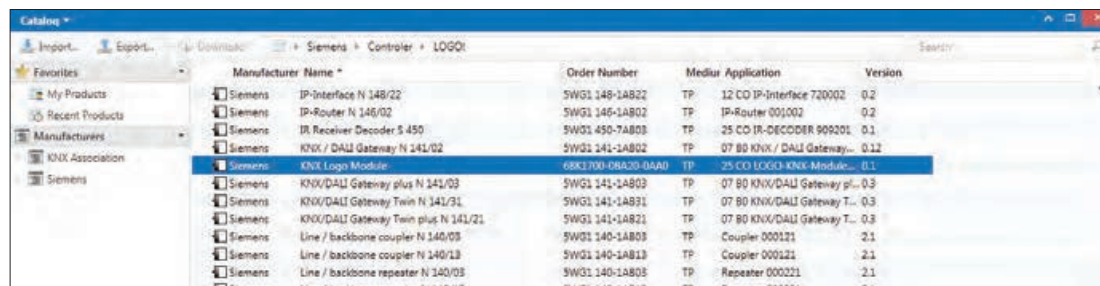 Catalog
Import... Export... Download Siemens Controler LOGO! Search
Favorites
My Products
Recent Products
Manufacturers
KNX Association
Siemens
Manufacturer Name Order Number Mediur Application Version
Siemens IP-Interface N 148/22 5WG1 148-1AB22 TP 12 CO IP-Interface 720002 0.2
Siemens IP-Router N 146/02 5WG1 146-1AB02 TP IP-Router 001002 0.2
Siemens IR Receiver Decoder S 450 5WG1 450-7AB03 TP 25 CO IR-DECODER 909201 0.1
Siemens KNX / DALI Gateway N 141/02 5WG1 141-1AB02 TP 07 B0 KNX / DALI Gateway... 0.12
Siemens KNX Logo Module 6BK1700-0BA20-0AA0 TP 25 CO LOGO-KNX-Module... 0.1
Siemens KNX/DALI Gateway plus N 141/03 5WG1 141-1AB03 TP 07 B0 KNX/DALI Gateway pl... 0.3
Siemens KNX/DALI Gateway Twin N 141/31 5WG1 141-1AB31 TP 07 B0 KNX/DALI Gateway T... 0.3
Siemens KNX/DALI Gateway Twin plus N 141/21 5WG1 141-1AB21 TP 07 B0 KNX/DALI Gateway T... 0.3
Siemens Line / backbone coupler N 140/03 5WG1 140-1AB03 TP Coupler 000121 2.1
Siemens Line / backbone coupler N 140/13 5WG1 140-1AB13 TP Coupler 000121 2.1
Siemens Line / backbone repeater N 140/03 5WG1 140-1AB03 TP Repeater 000221 2.1